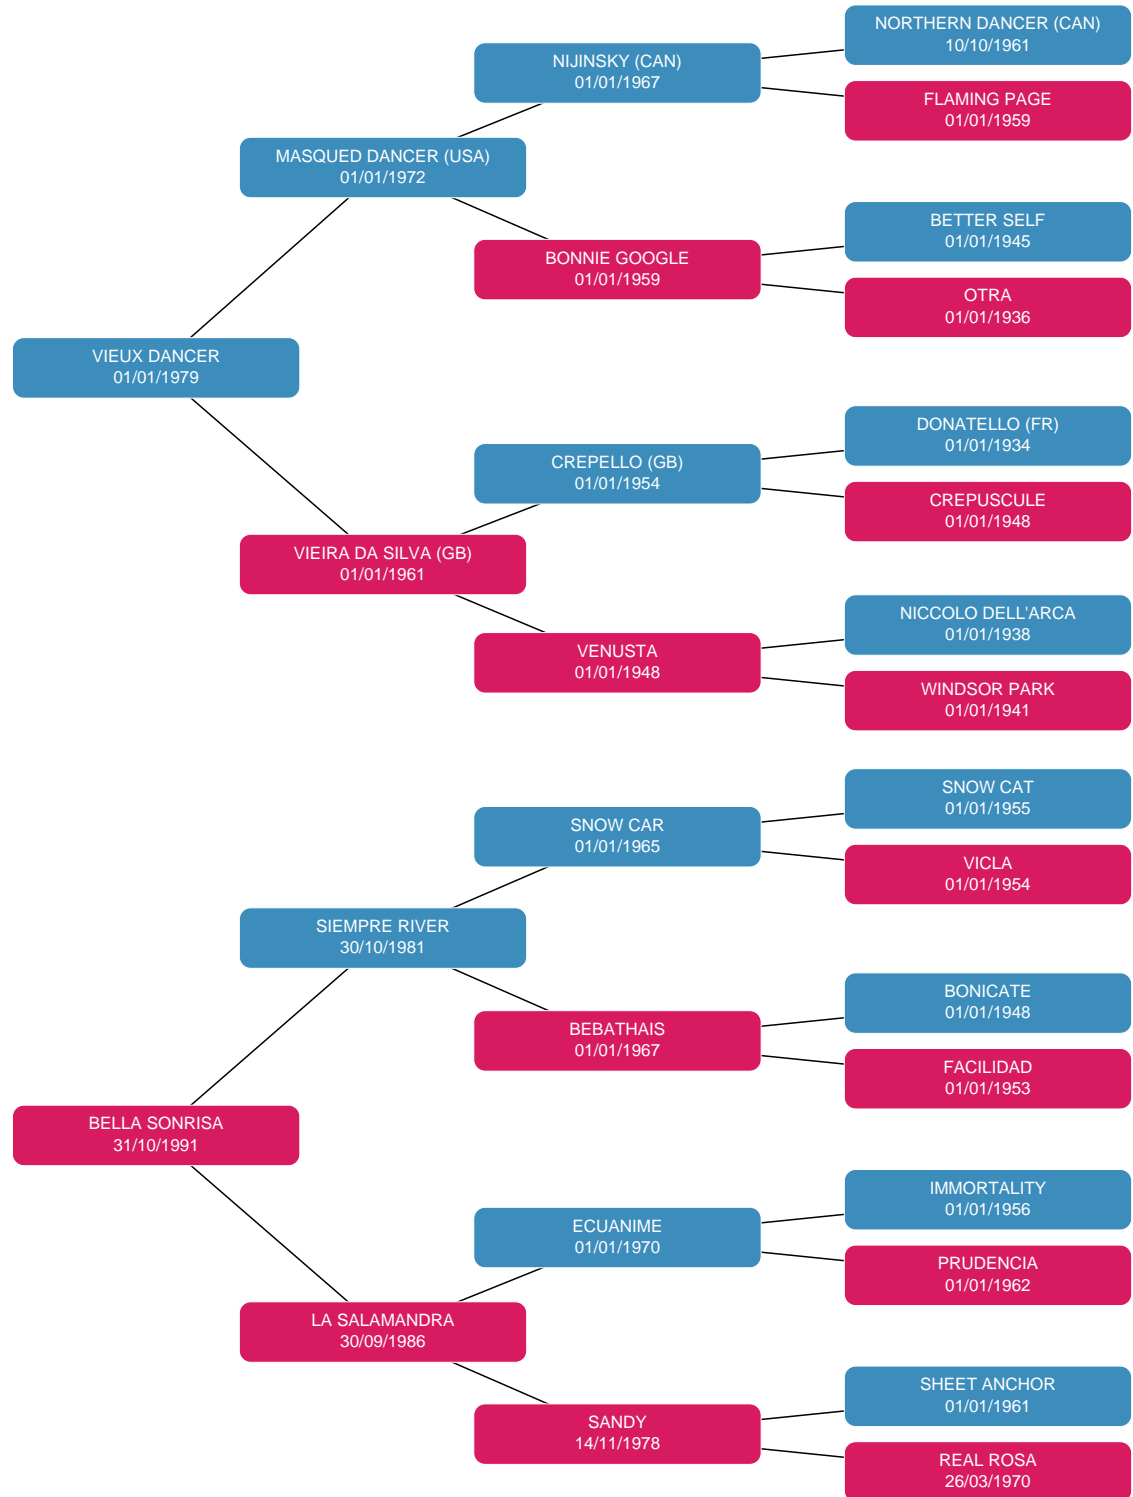 NORTHERN DANCER (CAN)
10/10/1961
NIJINSKY (CAN)
01/01/1967
FLAMING PAGE
01/01/1959
MASQUED DANCER (USA)
01/01/1972
BETTER SELF
01/01/1945
BONNIE GOOGLE
01/01/1959
OTRA
01/01/1936
VIEUX DANCER
01/01/1979
DONATELLO (FR)
01/01/1934
CREPELLO (GB)
01/01/1954
CREPUSCULE
01/01/1948
VIEIRA DA SILVA (GB)
01/01/1961
NICCOLO DELL'ARCA
01/01/1938
VENUSTA
01/01/1948
WINDSOR PARK
01/01/1941
SNOW CAT
01/01/1955
SNOW CAR
01/01/1965
VICLA
01/01/1954
SIEMPRE RIVER
30/10/1981
BONICATE
01/01/1948
BEBATHAIS
01/01/1967
FACILIDAD
01/01/1953
BELLA SONRISA
31/10/1991
IMMORTALITY
01/01/1956
ECUANIME
01/01/1970
PRUDENCIA
01/01/1962
LA SALAMANDRA
30/09/1986
SHEET ANCHOR
01/01/1961
SANDY
14/11/1978
REAL ROSA
26/03/1970